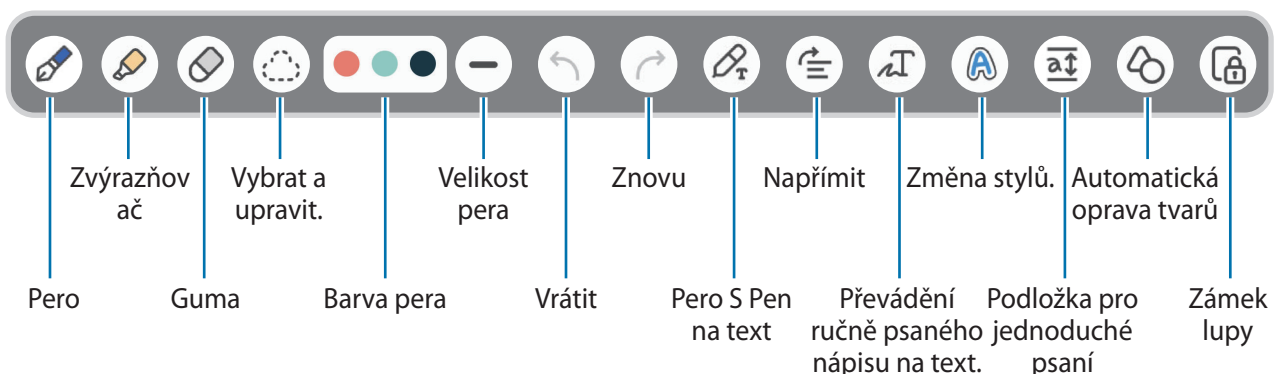 Zvýrazňov
ač
Vybrat a
upravit.
Velikost
pera
Znovu
Napřímit
Změna stylů.
Automatická
oprava tvarů
Pero
Guma
Barva pera
Vrátit
Pero S Pen
na text
Převádění
ručně psaného
nápisu na text.
Podložka pro
jednoduché
psaní
Zámek
lupy